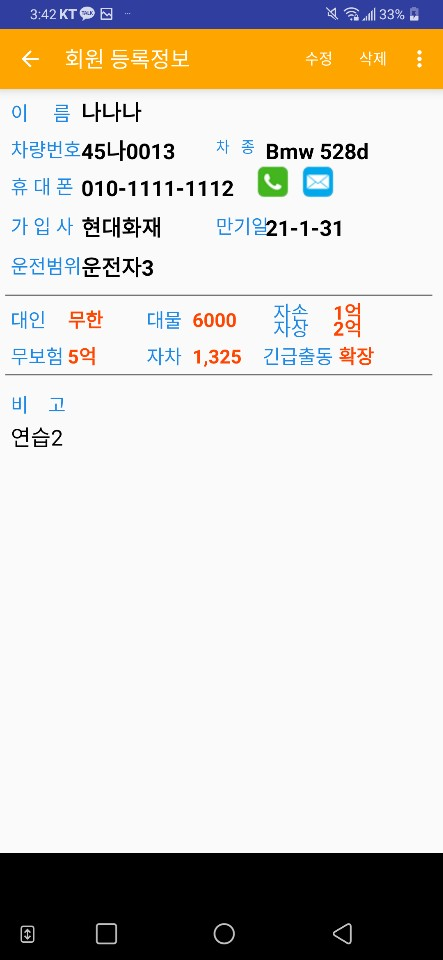 3:42 KT TALK 33%
회원 등록정보 수정 삭제
이 름 나나나
차량번호 45나0013 차 종 Bmw 528d
휴 대 폰 010-1111-1112
가 입 사 현대화재 만기일 21-1-31
운전범위 운전자3
대인 무한 대물 6000 자소 1억
자상 2억
무보험 5억 자차 1,325 긴급출동 확장
비 고
연습2